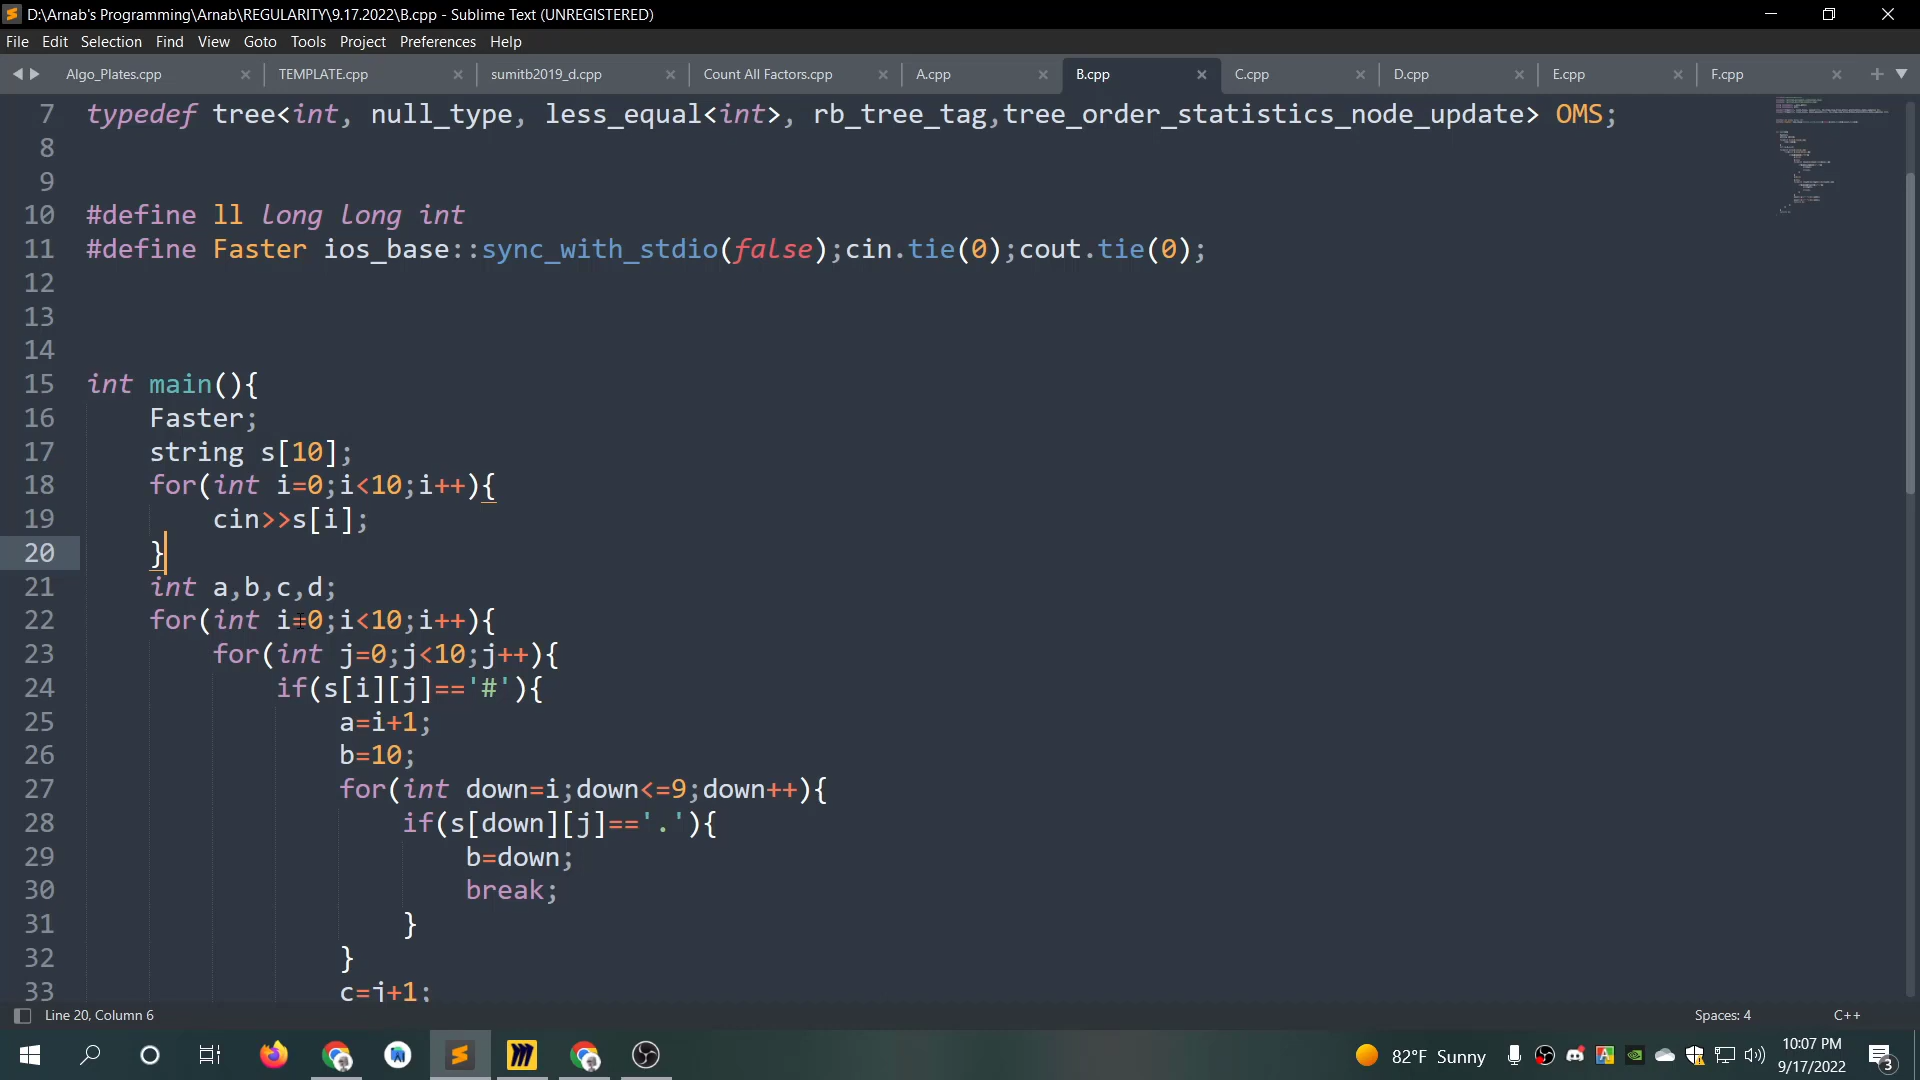 D:\Arnab's Programming\Arnab\REGULARITY\9.17.2022\B.cpp - Sublime Text (UNREGISTERED)
File Edit Selection Find View Goto Tools Project Preferences Help
Algo_Plates.cpp TEMPLATE.cpp sumitb2019_d.cpp Count All Factors.cpp A.cpp B.cpp C.cpp D.cpp E.cpp F.cpp
7 typedef tree<int, null_type, less_equal<int>, rb_tree_tag,tree_order_statistics_node_update> OMS;
8
9
10 #define ll long long int
11 #define Faster ios_base::sync_with_stdio(false);cin.tie(0);cout.tie(0);
12
13
14
15 int main(){
16 Faster;
17 string s[10];
18 for(int i=0;i<10;i++){
19 cin>>s[i];
20 }
21 int a,b,c,d;
22 for(int i=0;i<10;i++){
23 for(int j=0;j<10;j++){
24 if(s[i][j]=='#'){
25 a=i+1;
26 b=10;
27 for(int down=i;down<=9;down++){
28 if(s[down][j]=='.'){
29 b=down;
30 break;
31 }
32 }
33 c=j+1;
Line 20, Column 6 Spaces: 4 C++
82°F Sunny 10:07 PM
9/17/2022 3